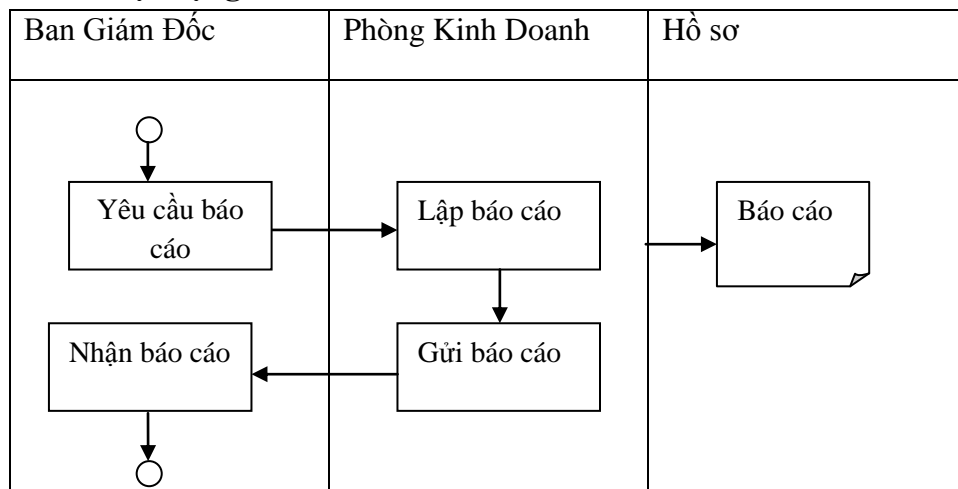 Ban Giám Đốc
Phòng Kinh Doanh
Hồ sơ
Yêu cầu báo
cáo
Lập báo cáo
Báo cáo
Nhận báo cáo
Gửi báo cáo